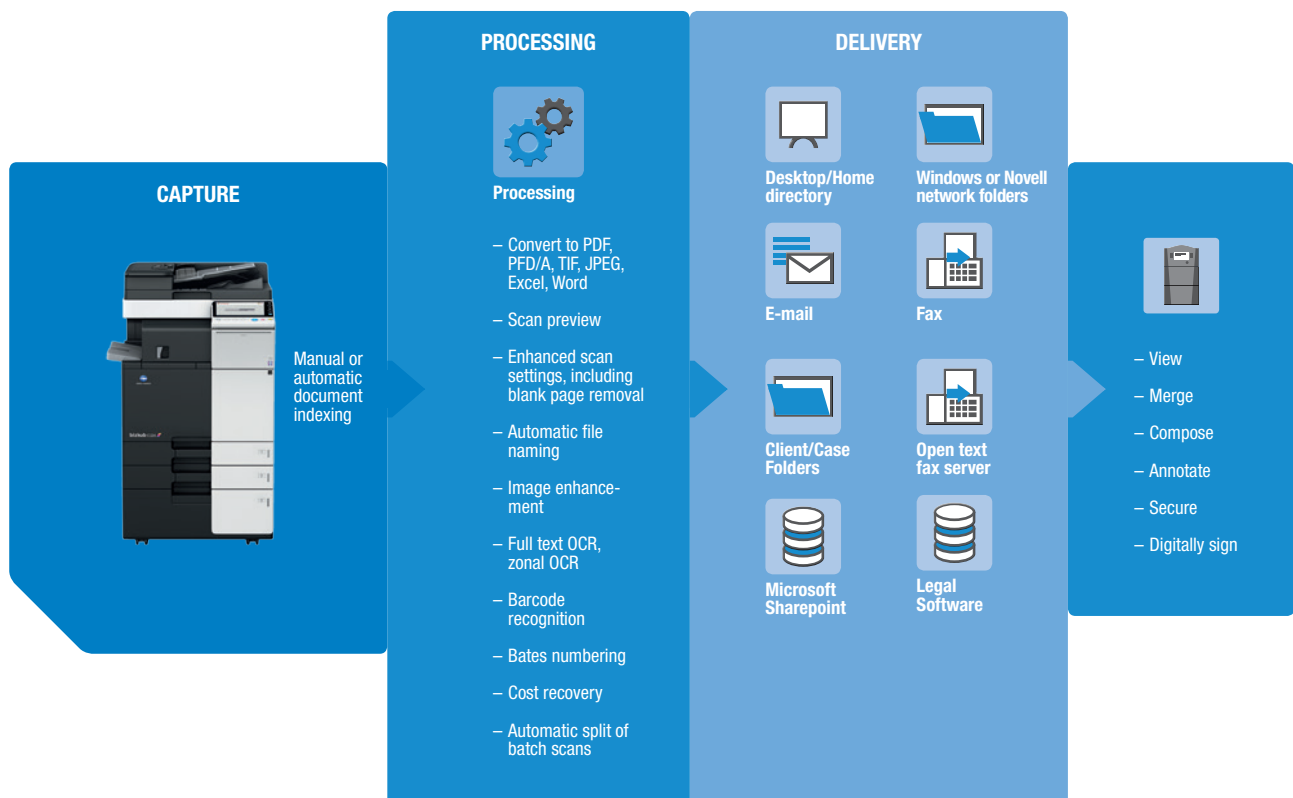 CAPTURE
Manual or
automatic
document
indexing
PROCESSING
Processing
– Convert to PDF,
PFD/A, TIF, JPEG,
Excel, Word
– Scan preview
– Enhanced scan
settings, including
blank page removal
– Automatic file
naming
– Image enhance-
ment
– Full text OCR,
zonal OCR
– Barcode
recognition
– Bates numbering
– Cost recovery
– Automatic split of
batch scans
DELIVERY
Desktop/Home
directory
Windows or Novell
network folders
E-mail
Fax
Client/Case
Folders
Open text
fax server
Microsoft
Sharepoint
Legal
Software
– View
– Merge
– Compose
– Annotate
– Secure
– Digitally sign